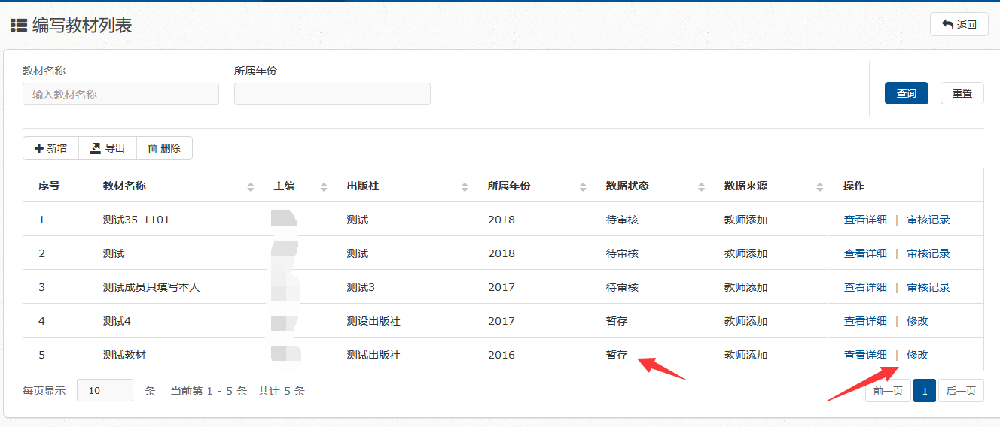 编写教材列表 返回
教材名称 所属年份
输入教材名称 查询 重置
新增 导出 删除
序号 教材名称 主编 出版社 所属年份 数据状态 数据来源 操作
1 测试35-1101 测试 2018 待审核 教师添加 查看详细 | 审核记录
2 测试 测试 2018 待审核 教师添加 查看详细 | 审核记录
3 测试成员只填写本人 测试3 2017 待审核 教师添加 查看详细 | 审核记录
4 测试4 测设出版社 2017 暂存 教师添加 查看详细 | 修改
5 测试教材 测试出版社 2016 暂存 教师添加 查看详细 | 修改
每页显示 10 条 当前第 1 - 5 条 共计 5 条 前一页 1 后一页